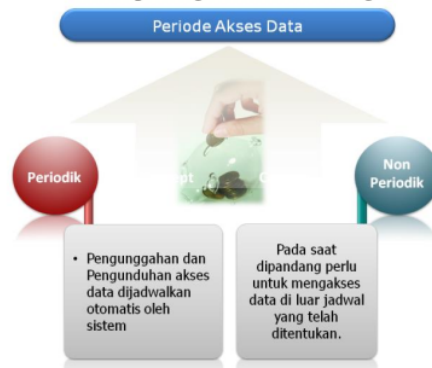 Periode Akses Data
Periodik
Non
Periodik
• Pengunggahan dan
Pengunduhan akses
data dijadwalkan
otomatis oleh
sistem
Pada saat
dipandang perlu
untuk mengakses
data di luar jadwal
yang telah
ditentukan.